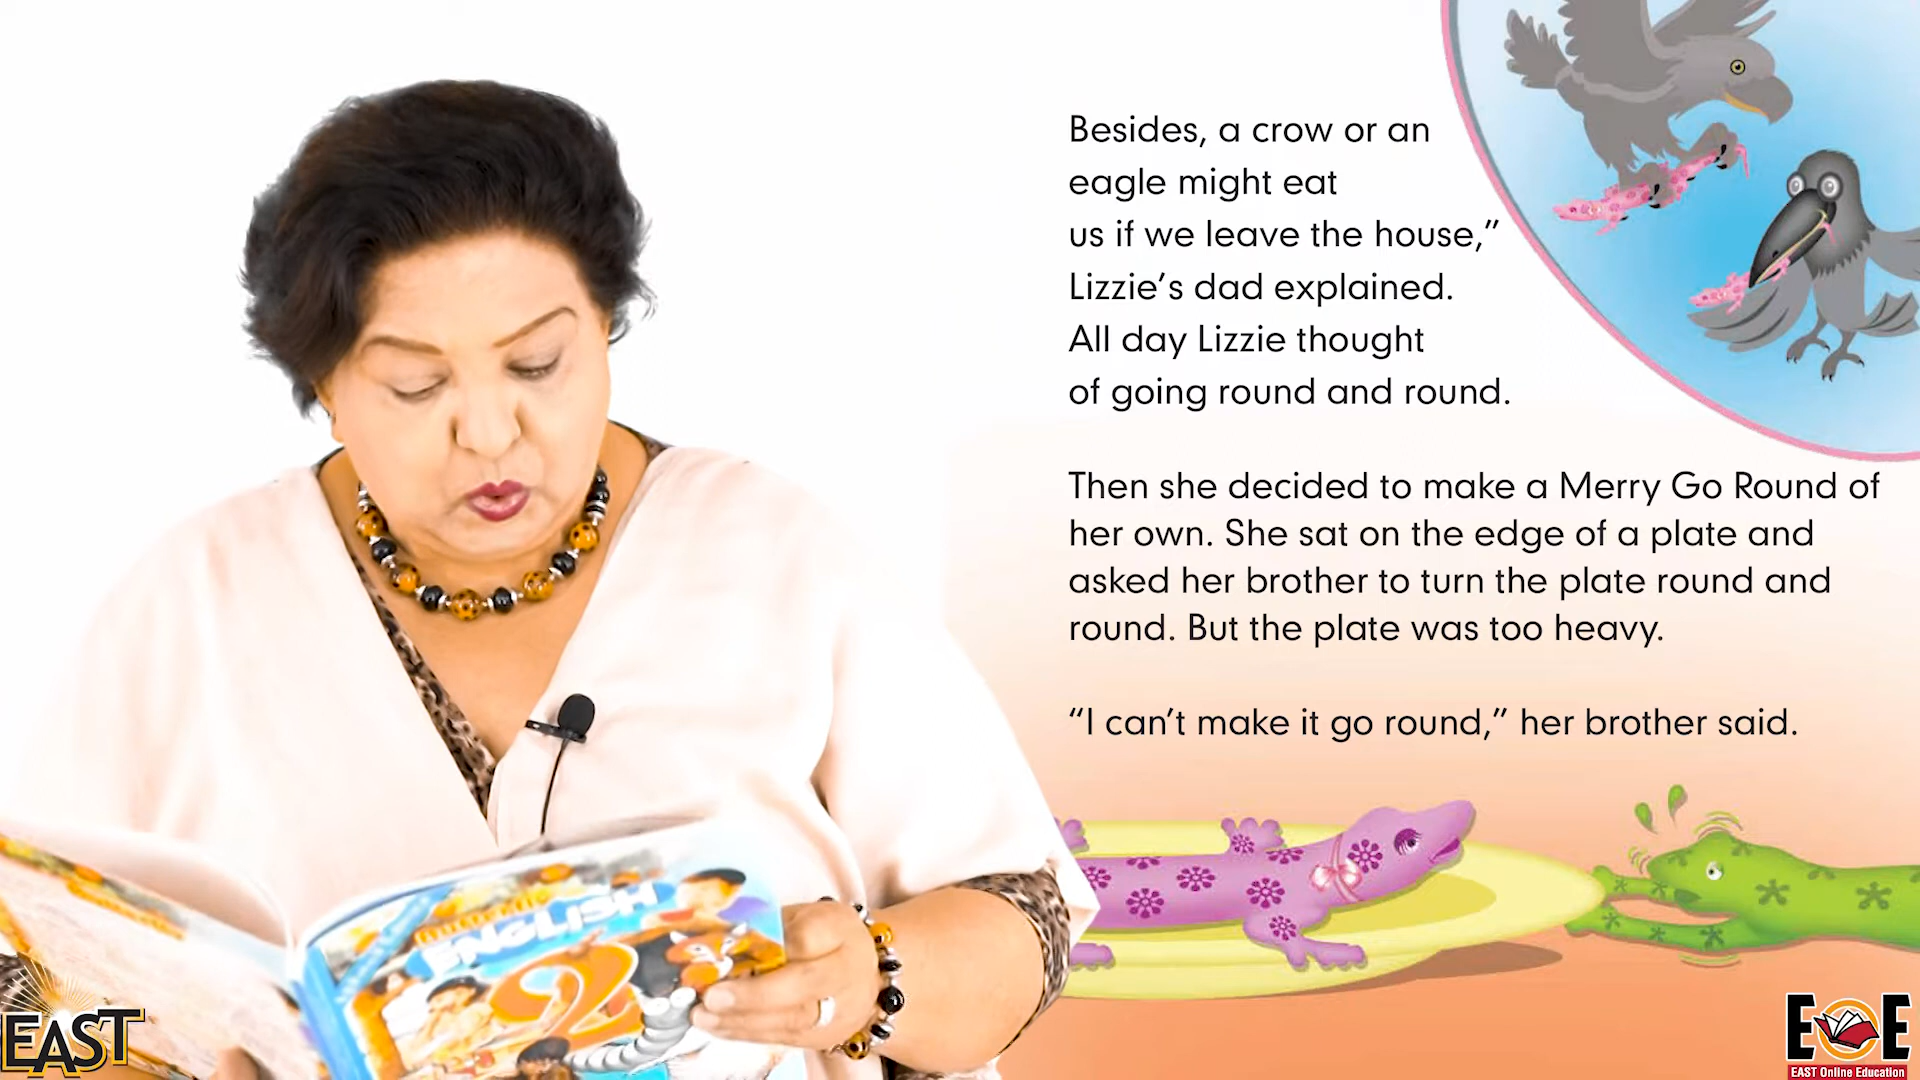 Besides, a crow or an
eagle might eat
us if we leave the house,”
Lizzie’s dad explained.
All day Lizzie thought
of going round and round.
Then she decided to make a Merry Go Round of
her own. She sat on the edge of a plate and
asked her brother to turn the plate round and
round. But the plate was too heavy.
“I can’t make it go round,” her brother said.
ENGLISH
2
EAST
EOE
EAST Online Education